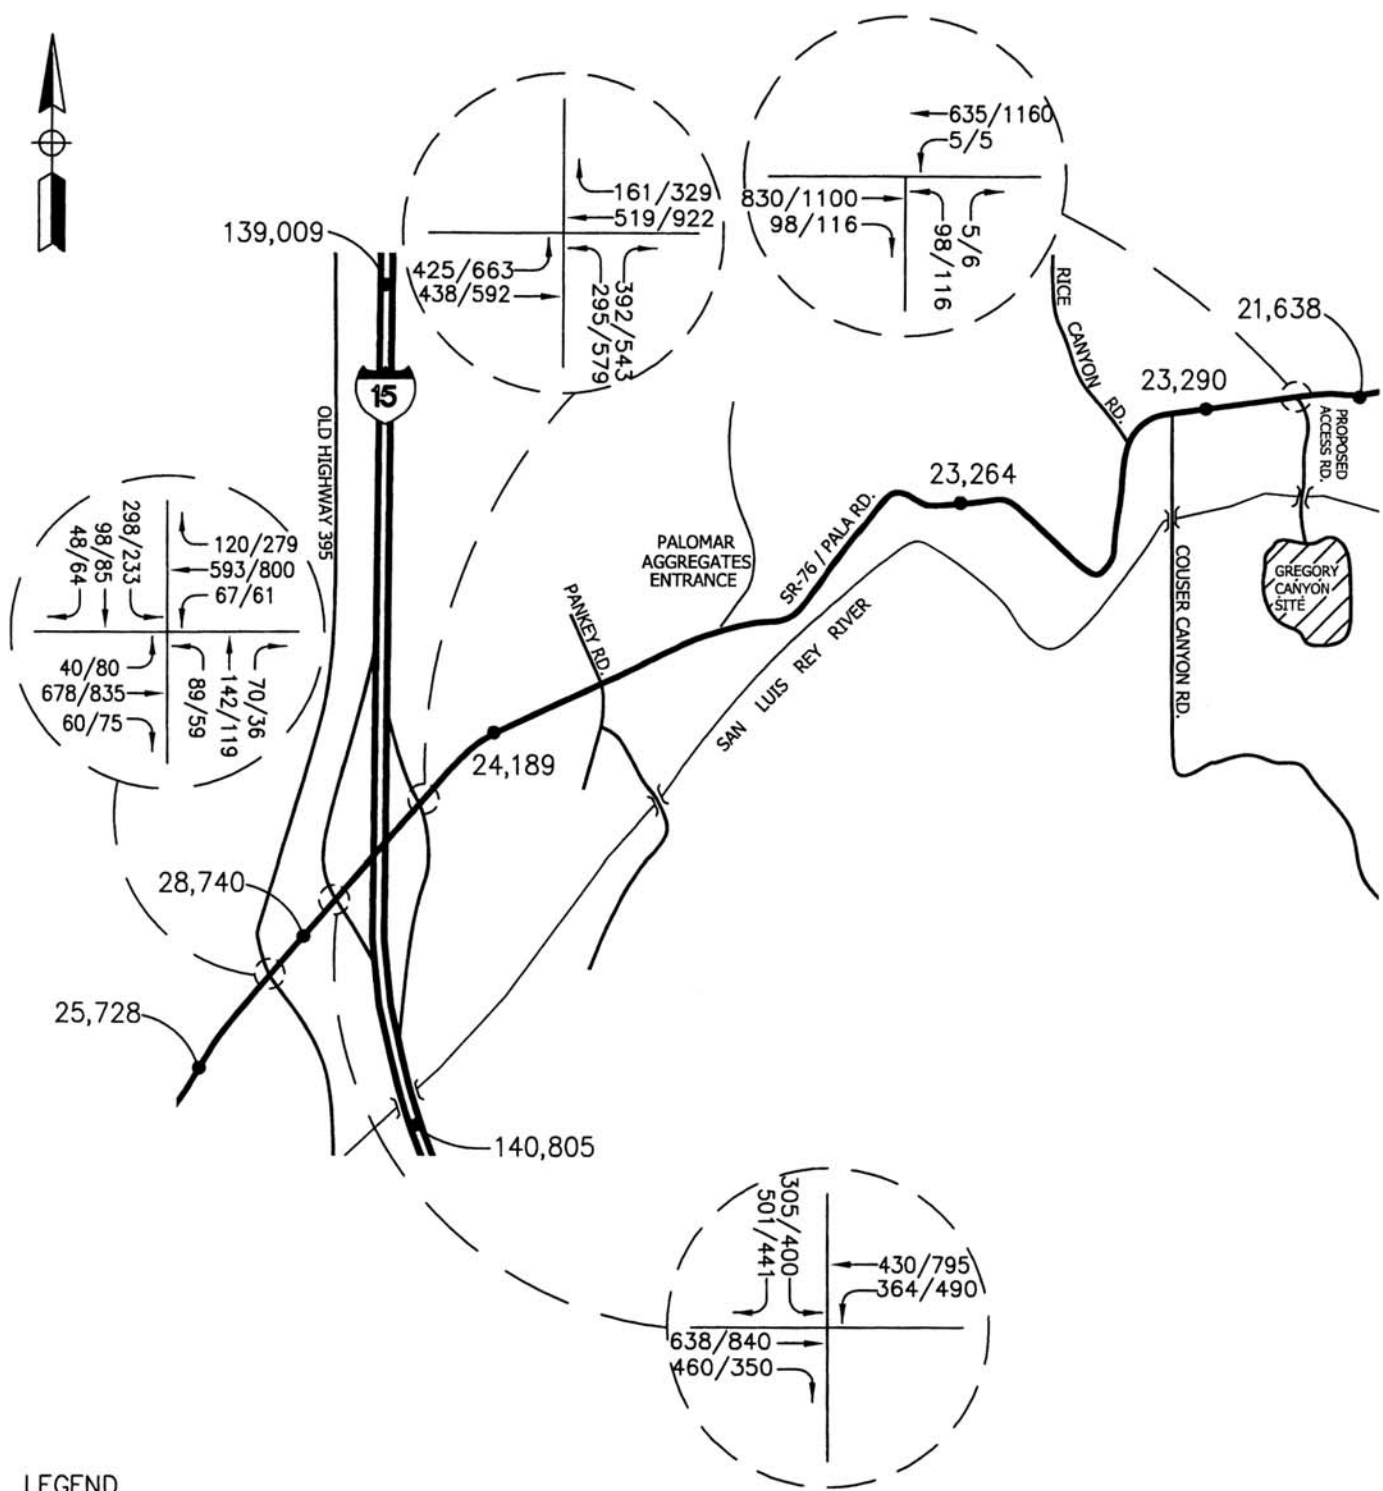 635/1160
5/5
830/1100
98/116
98/116
5/6
161/329
519/922
425/663
438/592
295/579
392/543
139,009
15
OLD HIGHWAY 395
RICE CANYON RD.
21,638
23,290
PROPOSED
ACCESS RD.
23,264
PALOMAR
AGGREGATES
ENTRANCE
SR-76 / PALA RD.
GREGORY
CANYON
SITE
COUSER CANYON RD.
PANKEY RD.
SAN LUIS REY RIVER
48/64
98/85
298/233
120/279
593/800
67/61
40/80
678/835
60/75
89/59
142/119
70/36
24,189
28,740
25,728
140,805
501/441
305/400
430/795
364/490
638/840
460/350
LEGEND